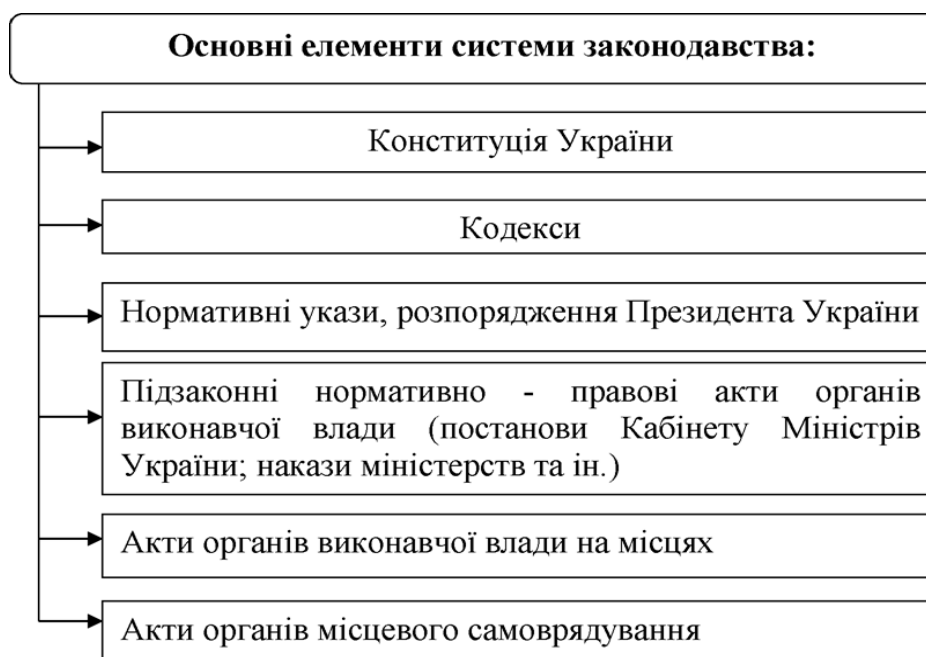 Основні елементи системи законодавства:
Конституція України
Кодекси
Нормативні укази, розпорядження Президента України
Підзаконні нормативно - правові акти органів
виконавчої влади (постанови Кабінету Міністрів
України; накази міністерств та ін.)
Акти органів виконавчої влади на місцях
Акти органів місцевого самоврядування